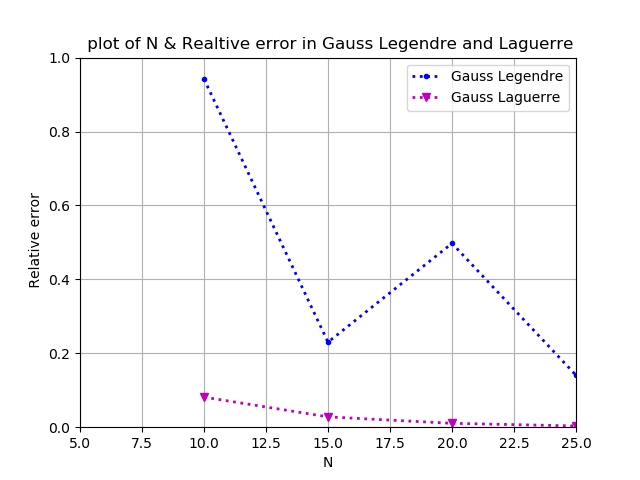 plot of N & Realtive error in Gauss Legendre and Laguerre
Gauss Legendre
Gauss Laguerre
Relative error
1.0
0.8
0.6
0.4
0.2
0.0
5.0 7.5 10.0 12.5 15.0 17.5 20.0 22.5 25.0
N